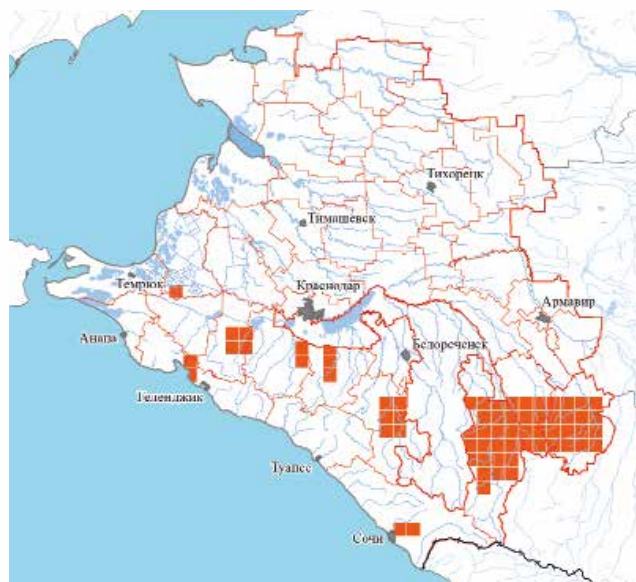 Тихорецк
Тимашевск
Темрюк
Краснодар
Армавир
Анапа
Белореченск
Геленджик
Туапсе
Сочи